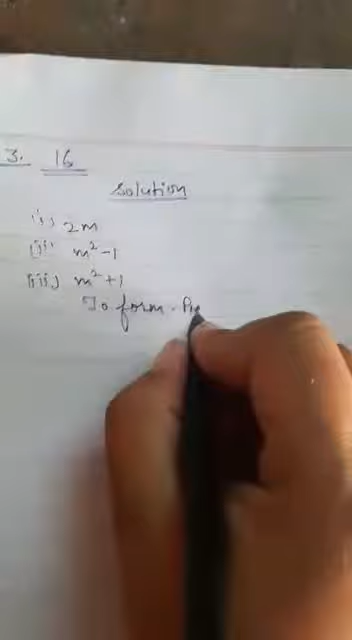 3. 16
Solution
(i) 2m
(ii) m²-1
(iii) m²+1
To form